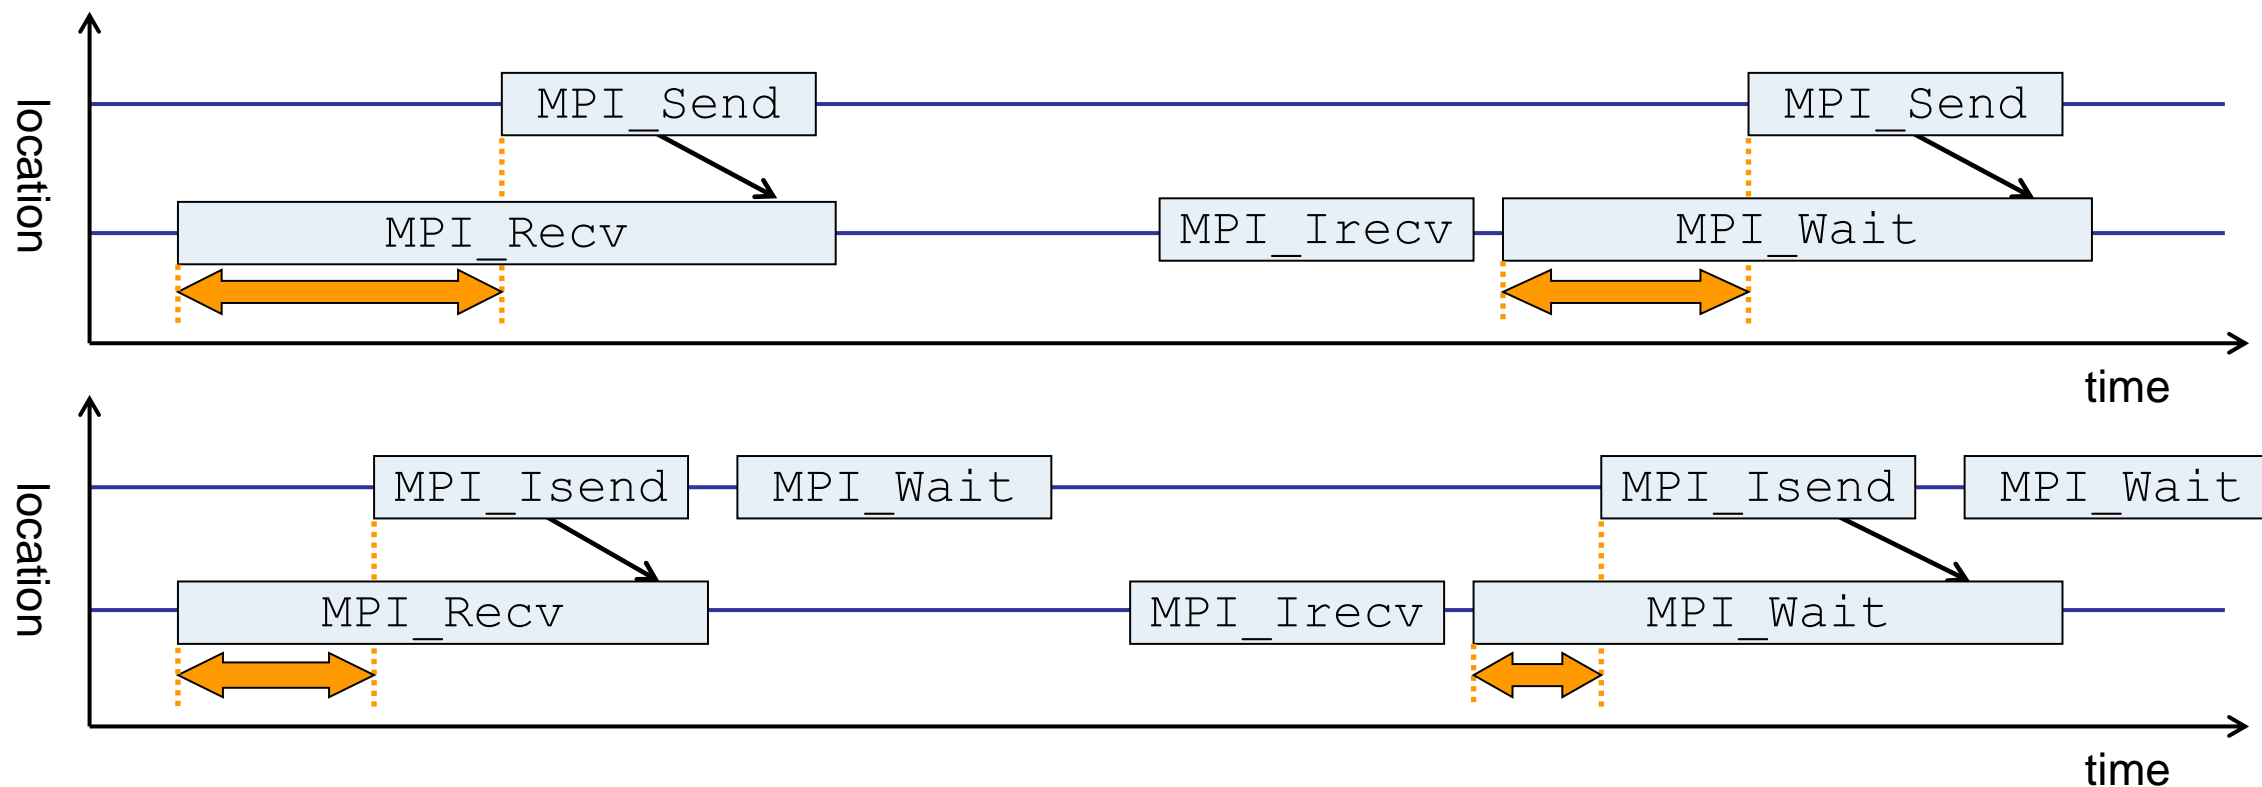 location
MPI_Send
MPI_Send
MPI_Recv
MPI_Irecv
MPI_Wait
time
location
MPI_Isend
MPI_Wait
MPI_Isend
MPI_Wait
MPI_Recv
MPI_Irecv
MPI_Wait
time